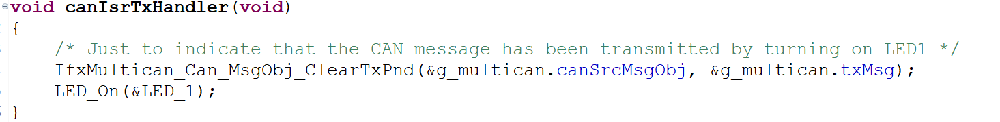 void canIsrTxHandler(void)
{
    /* Just to indicate that the CAN message has been transmitted by turning on LED1 */
    IfxMultican_Can_MsgObj_ClearTxPnd(&g_multican.canSrcMsgObj, &g_multican.txMsg);
    LED_On(&LED_1);
}